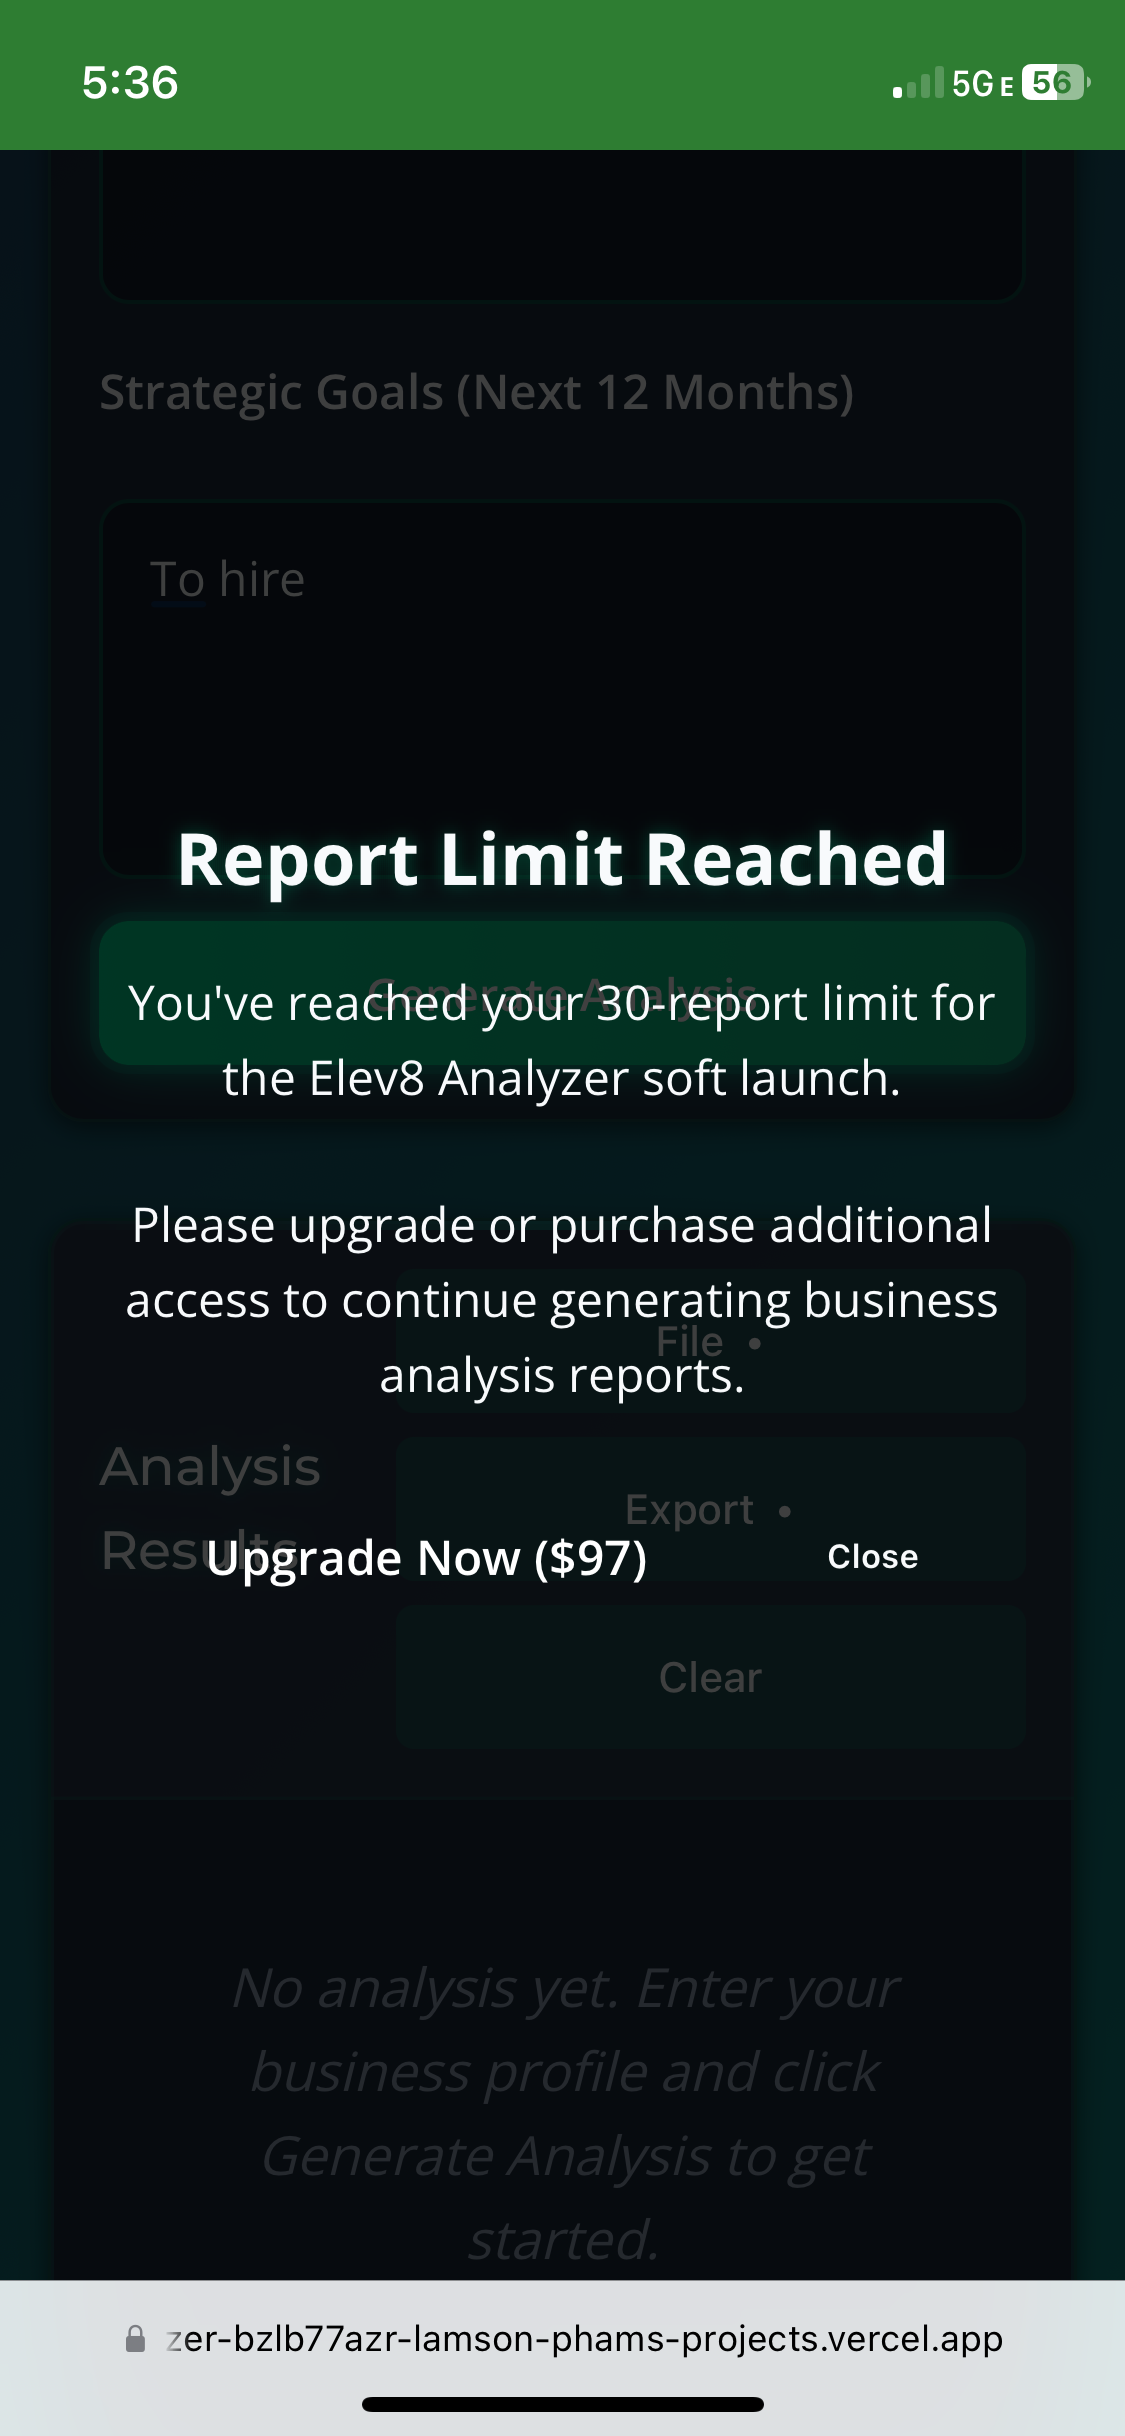 5:36
5G E 56
Strategic Goals (Next 12 Months)
To hire
Report Limit Reached
Generate Analysis
You've reached your 30-report limit for
the Elev8 Analyzer soft launch.
Please upgrade or purchase additional
access to continue generating business
analysis reports.
File •
Analysis
Results
Export •
Upgrade Now ($97)
Close
Clear
No analysis yet. Enter your
business profile and click
Generate Analysis to get
started.
zer-bzlb77azr-lamson-phams-projects.vercel.app